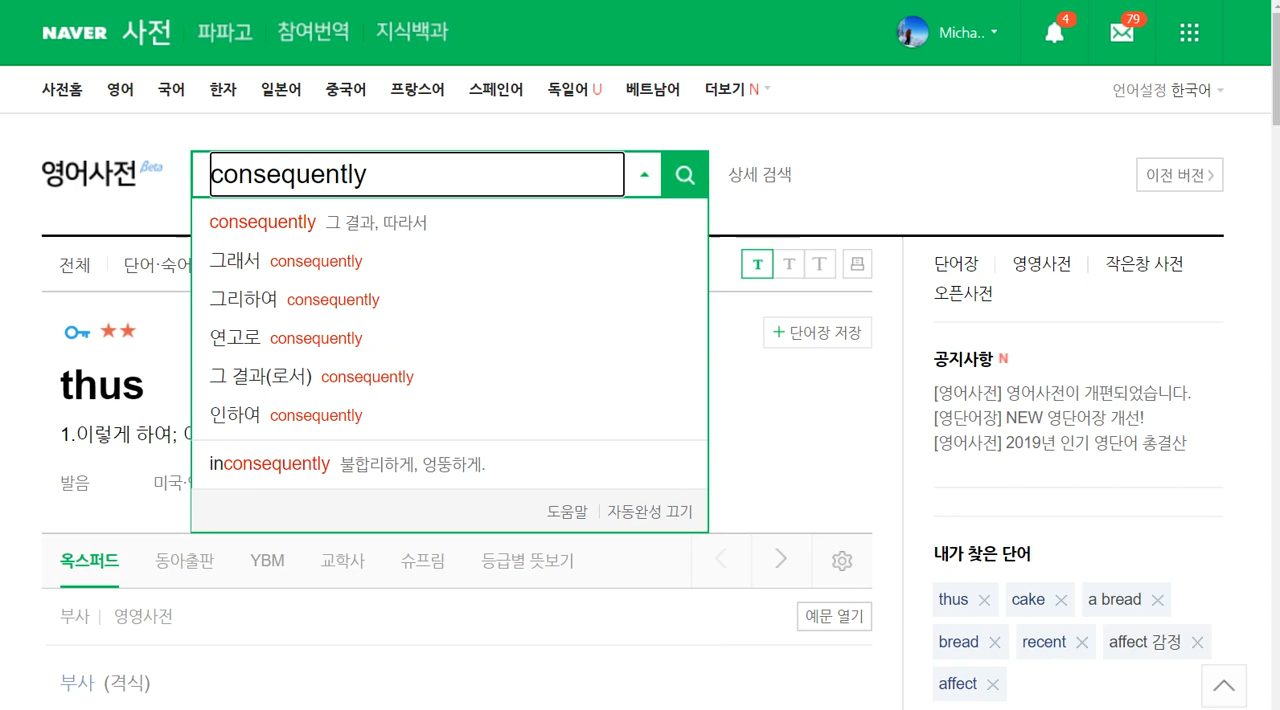 NAVER 사전 파파고 참여번역 지식백과 Micha.. 4 79
사전홈 영어 국어 한자 일본어 중국어 프랑스어 스페인어 독일어 U 베트남어 더보기 N 언어설정 한국어
영어사전 Beta consequently 상세 검색 이전 버전
consequently 그 결과, 따라서
그래서 consequently
그리하여 consequently
연고로 consequently
그 결과(로서) consequently
인하여 consequently
inconsequently 불합리하게, 엉뚱하게.
도움말 자동완성 끄기
전체 단어·숙어 T T T
+ 단어장 저장
thus
1.이렇게 하여;
발음 미국·
옥스퍼드 동아출판 YBM 교학사 슈프림 등급별 뜻보기
부사 영영사전 예문 열기
부사 (격식)
단어장 영영사전 작은창 사전
오픈사전
공지사항 N
[영어사전] 영어사전이 개편되었습니다.
[영단어장] NEW 영단어장 개선!
[영어사전] 2019년 인기 영단어 총결산
내가 찾은 단어
thus cake a bread
bread recent affect 감정
affect